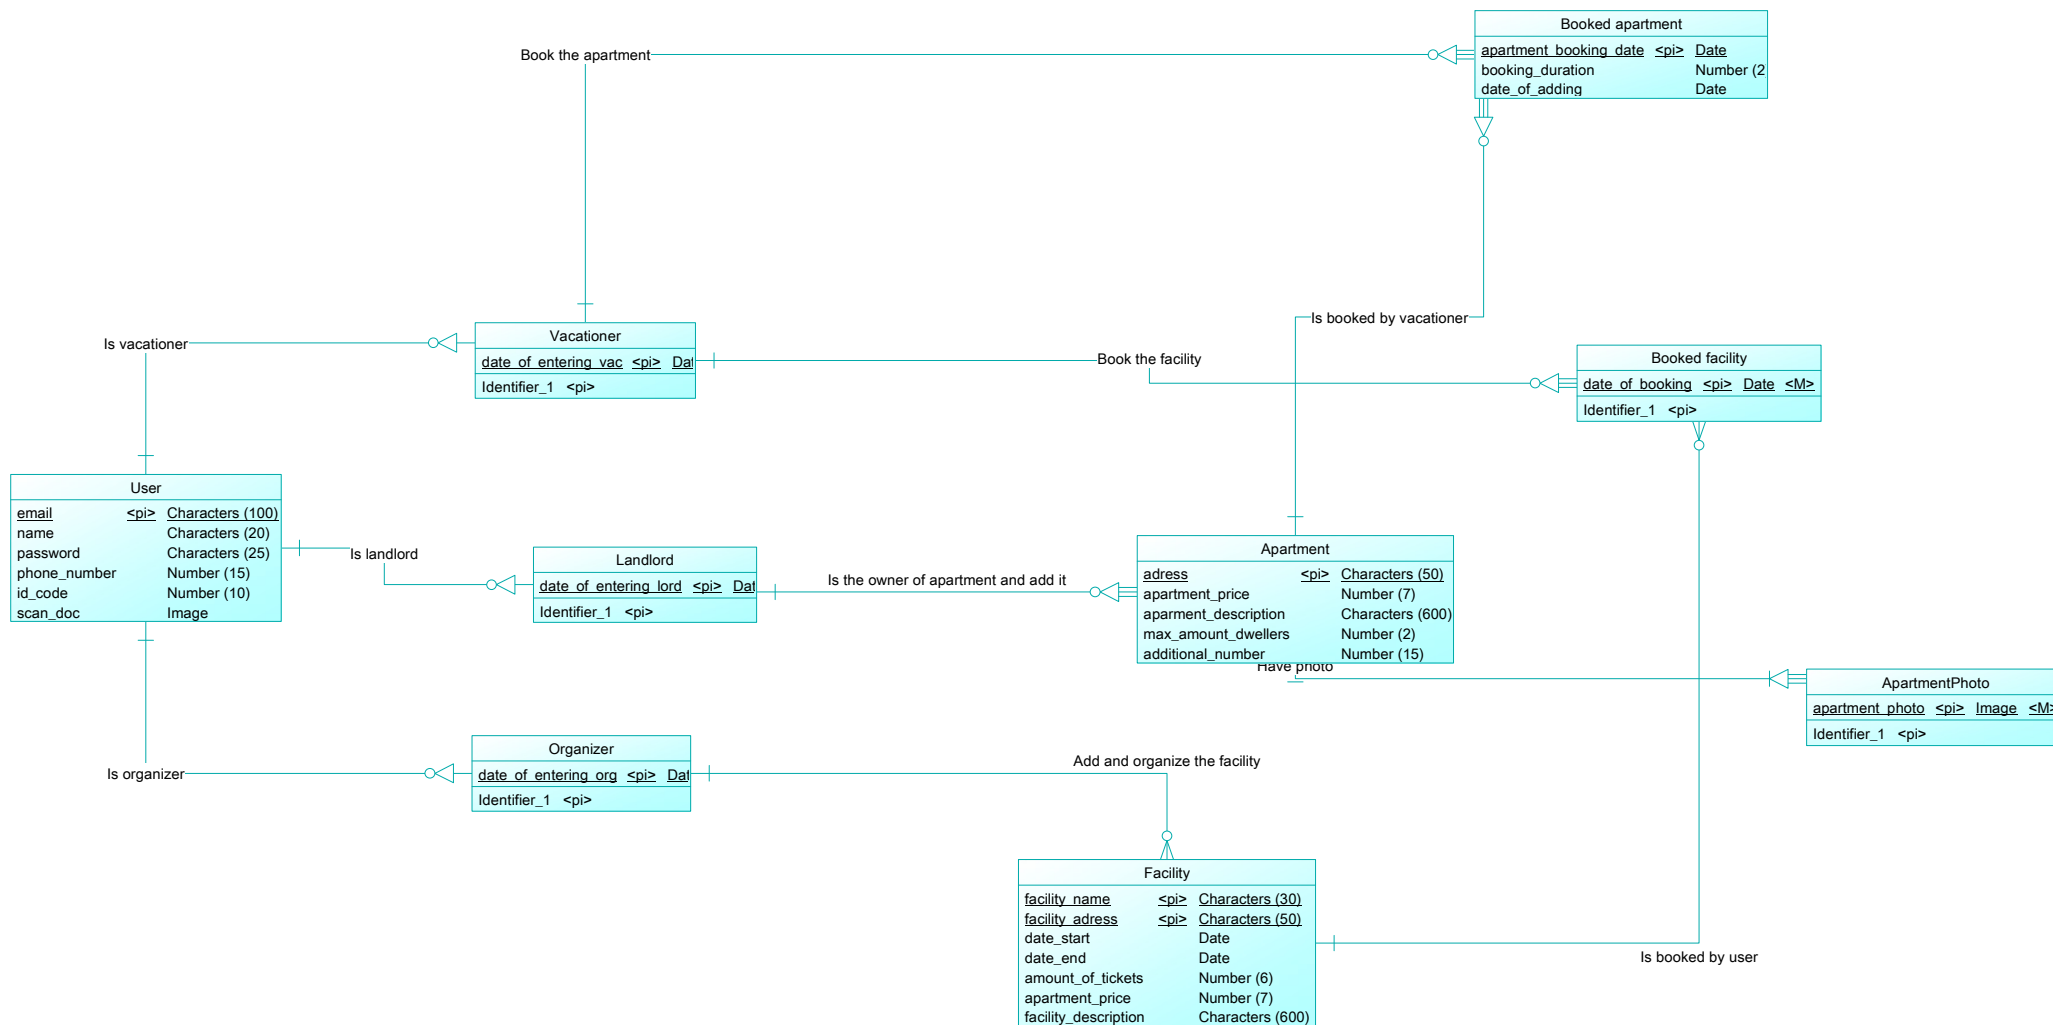 Booked apartment
apartment_booking_date <pi> Date
booking_duration Number (2
date_of_adding Date
Book the apartment
Is booked by vacationer
Vacationer
date_of_entering_vac <pi> Dat
Identifier_1 <pi>
Is vacationer
Book the facility
Booked facility
date_of_booking <pi> Date <M>
Identifier_1 <pi>
User
email <pi> Characters (100)
name Characters (20)
password Characters (25)
phone_number Number (15)
id_code Number (10)
scan_doc Image
Is landlord
Landlord
date_of_entering_lord <pi> Dat
Identifier_1 <pi>
Is the owner of apartment and add it
Apartment
adress <pi> Characters (50)
apartment_price Number (7)
aparment_description Characters (600)
max_amount_dwellers Number (2)
additional_number Number (15)
Have photo
ApartmentPhoto
apartment_photo <pi> Image <M>
Identifier_1 <pi>
Is organizer
Organizer
date_of_entering_org <pi> Dat
Identifier_1 <pi>
Add and organize the facility
Facility
facility_name <pi> Characters (30)
facility_adress <pi> Characters (50)
date_start Date
date_end Date
amount_of_tickets Number (6)
apartment_price Number (7)
facility_description Characters (600)
Is booked by user